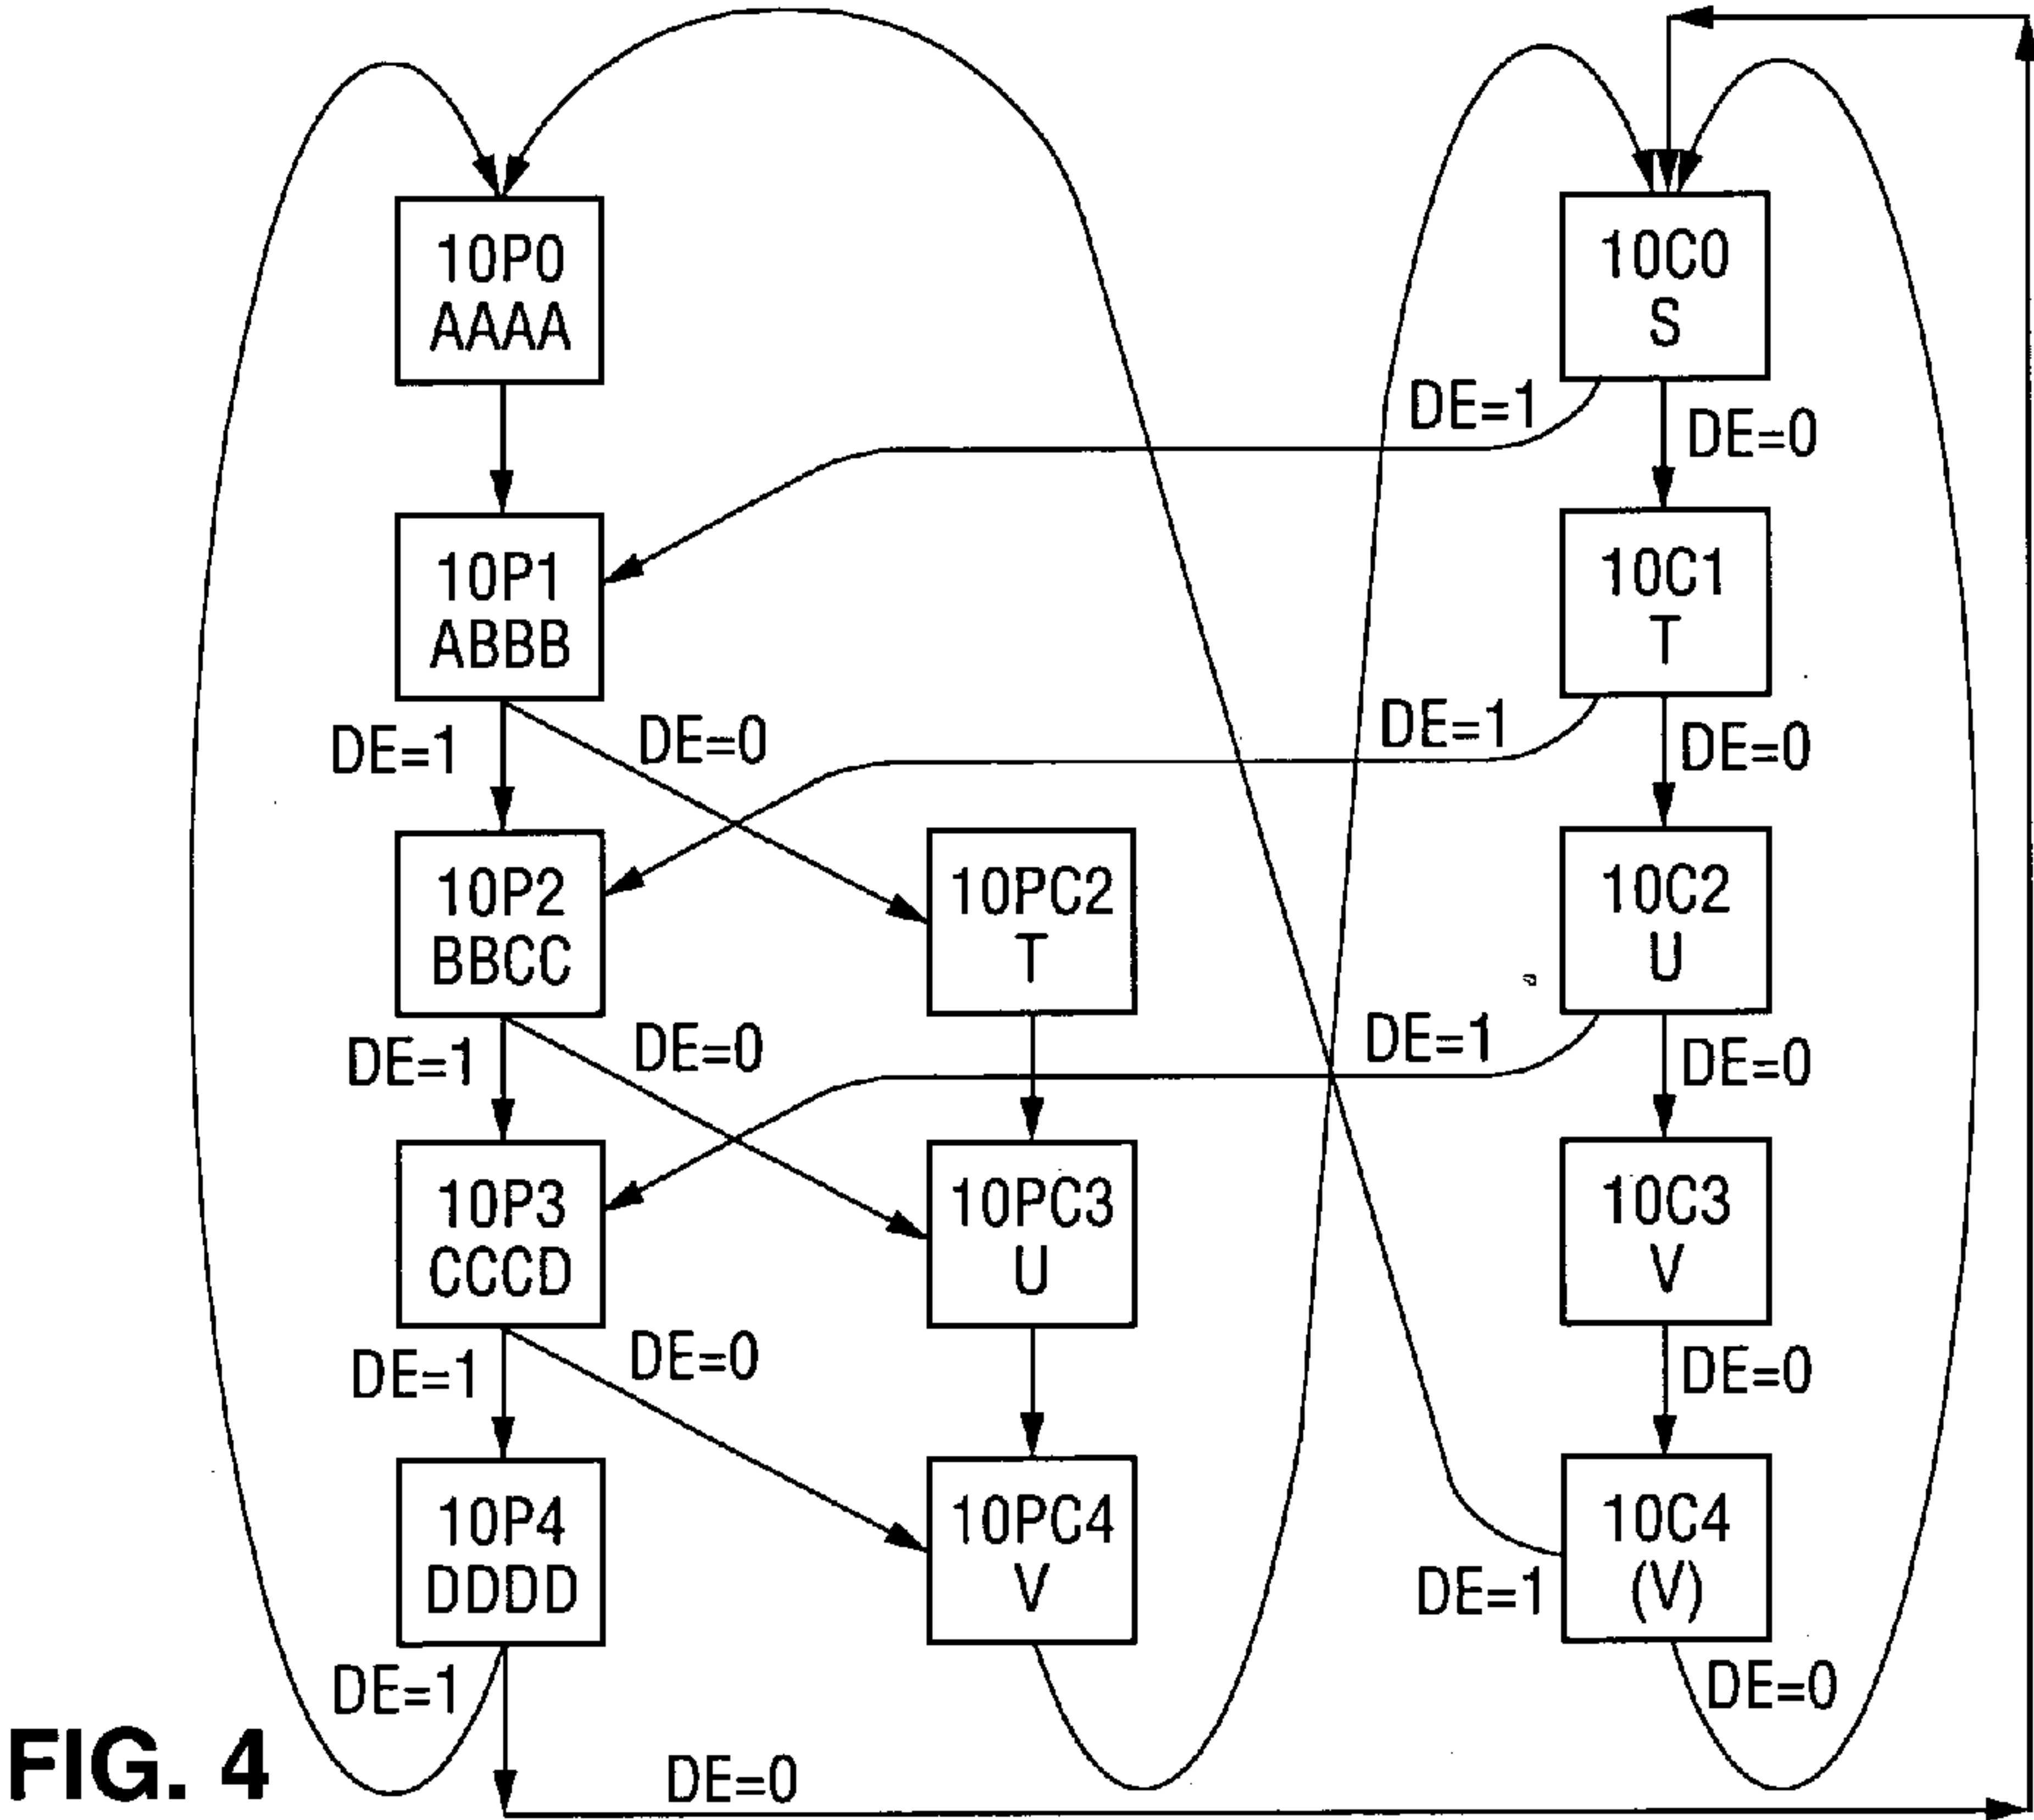 10P0
AAAA
10C0
S
DE=1
DE=0
10P1
ABBB
10C1
T
DE=1
DE=0
DE=1
DE=0
10P2
BBCC
10PC2
T
10C2
U
DE=1
DE=0
DE=1
DE=0
10P3
CCCD
10PC3
U
10C3
V
DE=1
DE=0
DE=0
10P4
DDDD
10PC4
V
10C4
(V)
DE=1
DE=1
DE=0
DE=0
FIG. 4